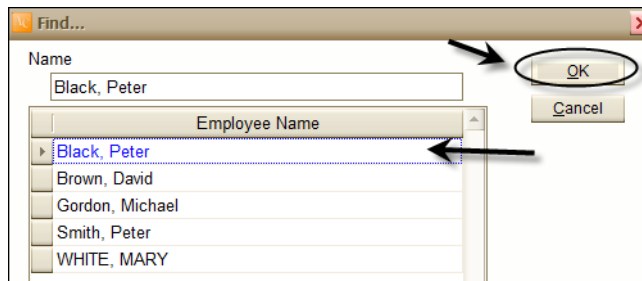 Find...
Name
Black, Peter
OK
Cancel
Employee Name
Black, Peter
Brown, David
Gordon, Michael
Smith, Peter
WHITE, MARY